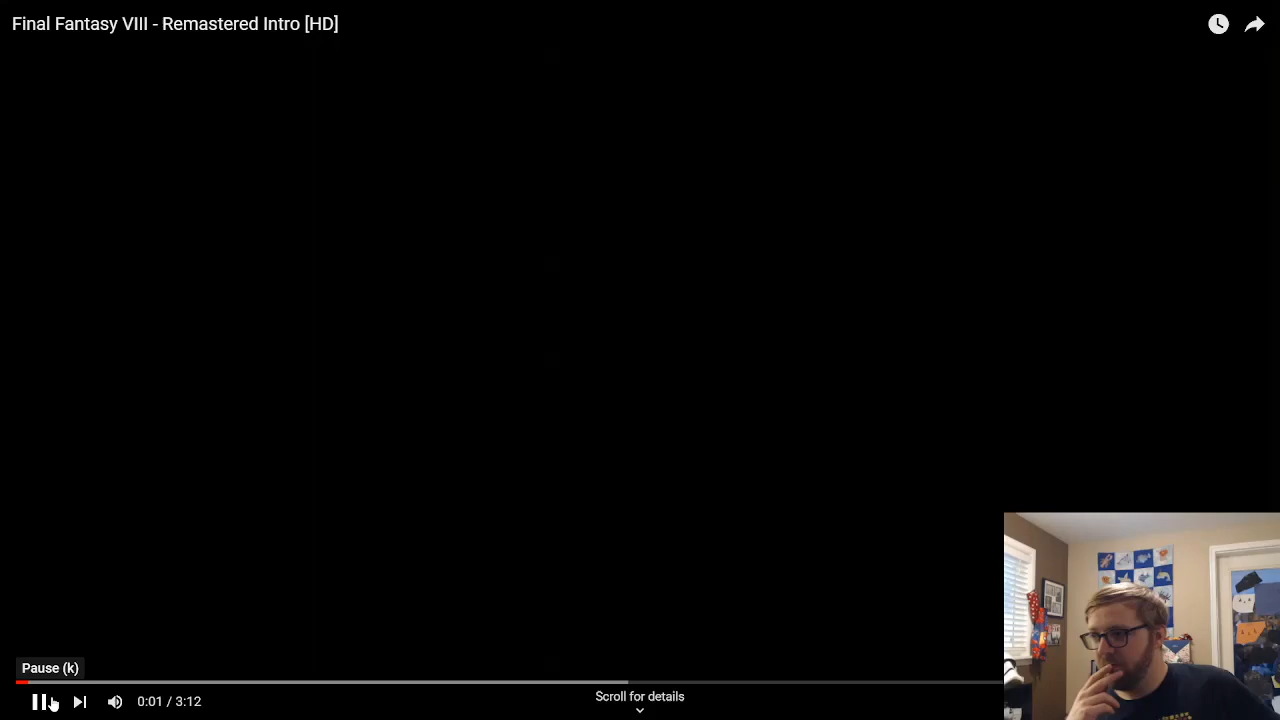 Final Fantasy VIII - Remastered Intro [HD]
Pause (k)
0:01 / 3:12
Scroll for details